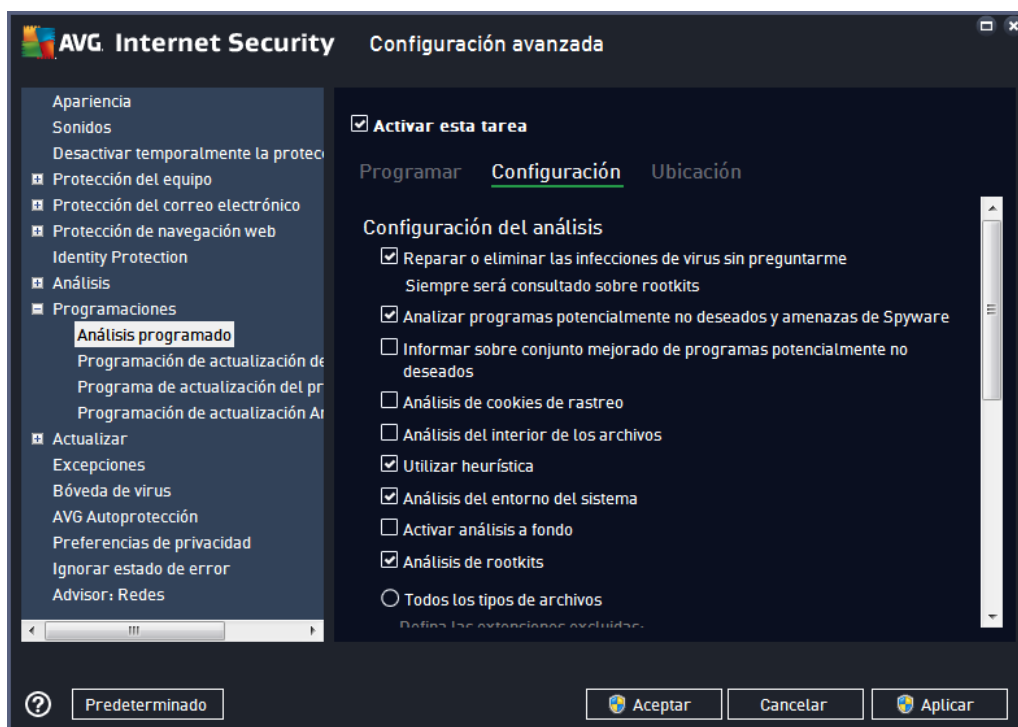 AVG. Internet Security
Configuración avanzada
Apariencia
Sonidos
Desactivar temporalmente la protec
Protección del equipo
Protección del correo electrónico
Protección de navegación web
Identity Protection
Análisis
Programaciones
Análisis programado
Programación de actualización de
Programa de actualización del pr
Programación de actualización
Actualizar
Excepciones
Bóveda de virus
AVG Autoprotección
Preferencias de privacidad
Ignorar estado de error
Advisor: Redes
Activar esta tarea
Programar Configuración Ubicación
Configuración del análisis
Reparar o eliminar las infecciones de virus sin preguntarme
Siempre será consultado sobre rootkits
Analizar programas potencialmente no deseados y amenazas de Spyware
Informar sobre conjunto mejorado de programas potencialmente no
deseados
Análisis de cookies de rastreo
Análisis del interior de los archivos
Utilizar heurística
Análisis del entorno del sistema
Activar análisis a fondo
Análisis de rootkits
Todos los tipos de archivos
Defina las extensiones excluidas:
Predeterminado
Aceptar
Cancelar
Aplicar